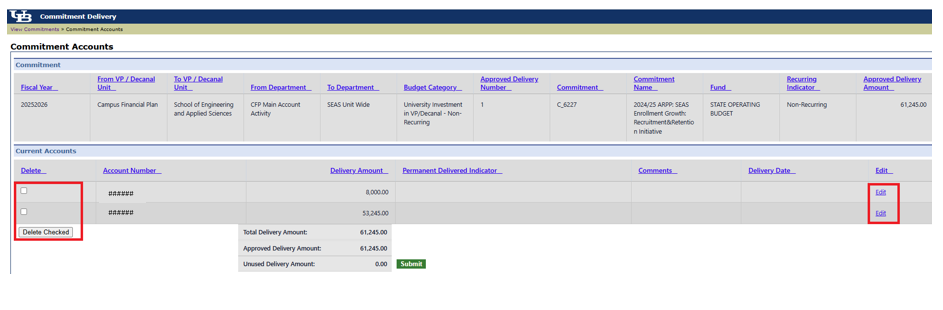 UB Commitment Delivery
View Commitments > Commitment Accounts
Commitment Accounts
Commitment
Fiscal Year From VP / Decanal Unit To VP / Decanal Unit From Department To Department Budget Category Approved Delivery Number Commitment Commitment Name Fund Recurring Indicator Approved Delivery Amount
20252026 Campus Financial Plan School of Engineering and Applied Sciences CFP Main Account Activity SEAS Unit Wide University Investment in VP/Decanal - Non-Recurring 1 C_6227 2024/25 ARPP: SEAS Enrollment Growth: Recruitment&Retention Initiative STATE OPERATING BUDGET Non-Recurring 61,245.00
Current Accounts
Delete Account Number Delivery Amount Permanent Delivered Indicator Comments Delivery Date Edit
###### 8,000.00 Edit
###### 53,245.00 Edit
Delete Checked Total Delivery Amount: 61,245.00
Approved Delivery Amount: 61,245.00
Unused Delivery Amount: 0.00 Submit